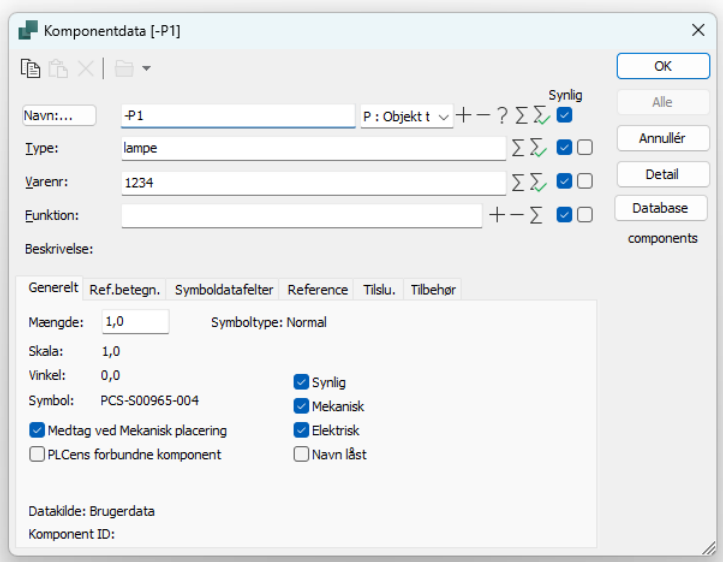 Komponentdata [-P1]
OK
Synlig
Alle
Navn:...
-P1
P : Objekt t
Annullér
Type:
lampe
Varenr:
1234
Detail
Funktion:
Database
Beskrivelse:
components
Generelt Ref.betegn. Symboldatafelter Reference Tilslu. Tilbehør
Mængde: 1,0 Symboltype: Normal
Skala: 1,0
Vinkel: 0,0
Synlig
Symbol: PCS-S00965-004
Mekanisk
Medtag ved Mekanisk placering
Elektrisk
PLCens forbundne komponent
Navn låst
Datakilde: Brugerdata
Komponent ID: